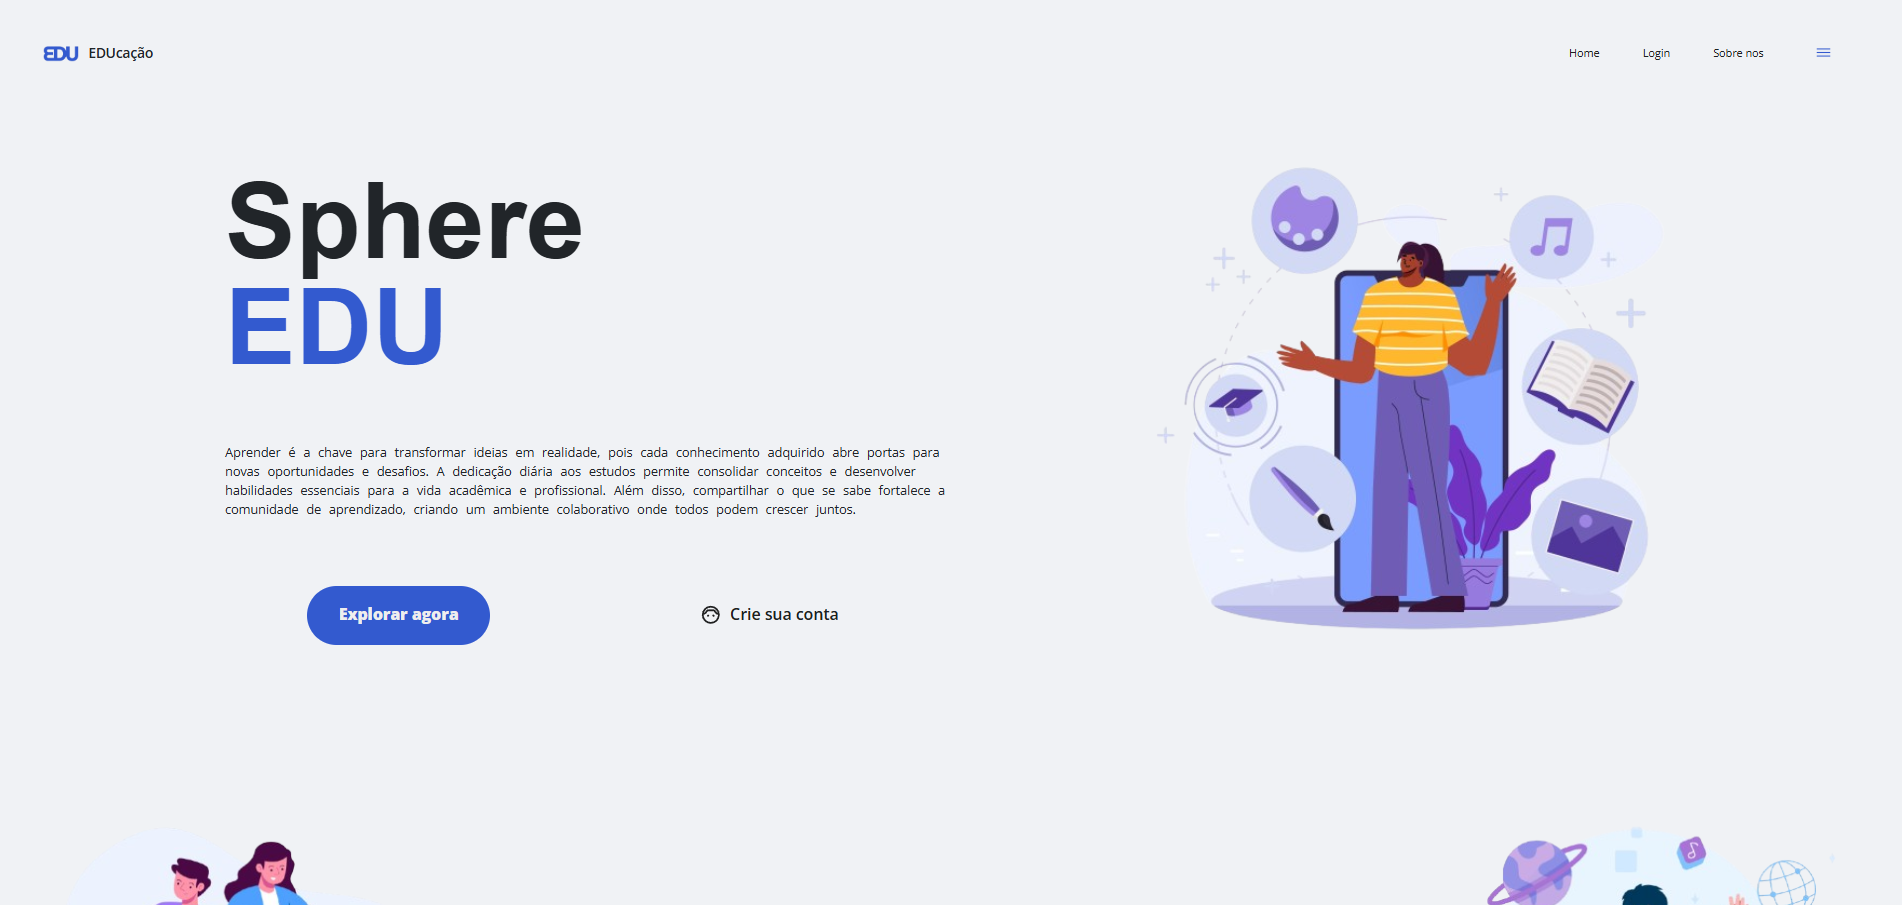 EDU EDUcação
Home Login Sobre nos
Sphere
EDU
Aprender é a chave para transformar ideias em realidade, pois cada conhecimento adquirido abre portas para
novas oportunidades e desafios. A dedicação diária aos estudos permite consolidar conceitos e desenvolver
habilidades essenciais para a vida acadêmica e profissional. Além disso, compartilhar o que se sabe fortalece a
comunidade de aprendizado, criando um ambiente colaborativo onde todos podem crescer juntos.
Explorar agora
Crie sua conta